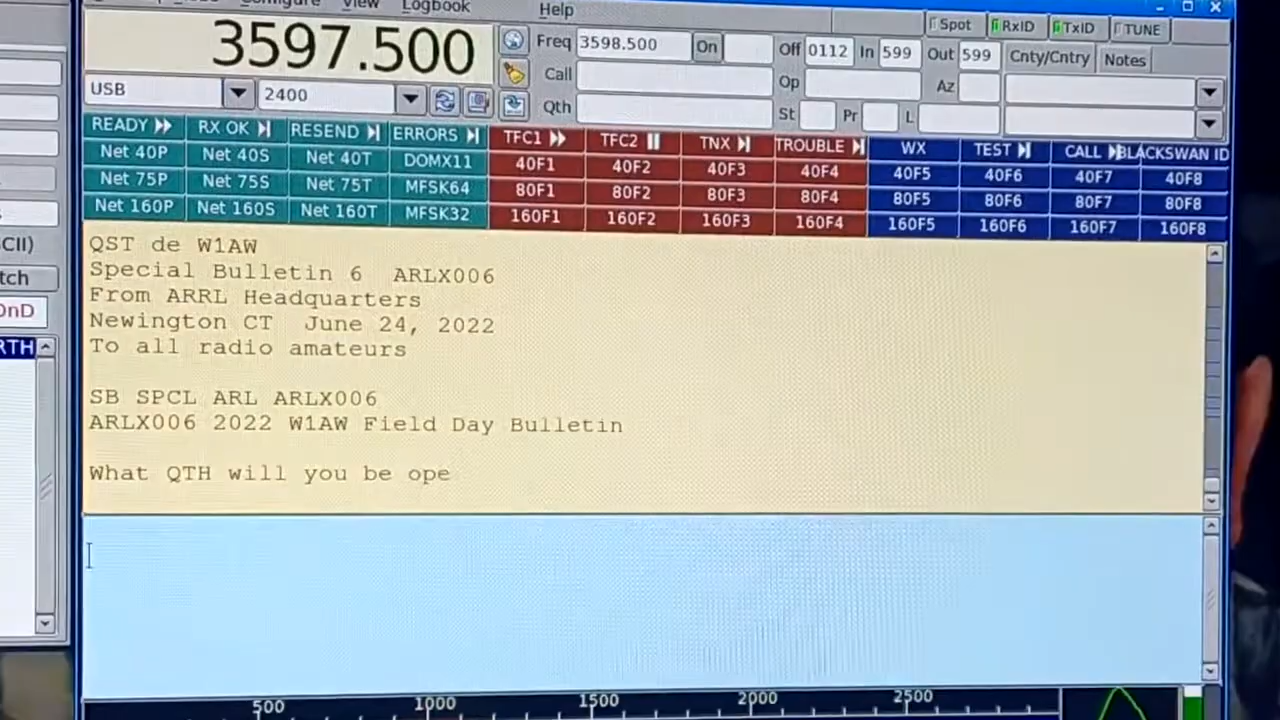 Configure View Logbook Help
3597.500
Freq 3598.500 On Off 0112 In 599 Out 599 Cnty/Cntry Notes
Spot RxID TxID TUNE
Call Op Az
Qth St Pr L
USB 2400
READY RX OK RESEND ERRORS TFC1 TFC2 TNX TROUBLE WX TEST CALL BLACKSWAN ID
Net 40P Net 40S Net 40T DOMX11 40F1 40F2 40F3 40F4 40F5 40F6 40F7 40F8
Net 75P Net 75S Net 75T MFSK64 80F1 80F2 80F3 80F4 80F5 80F6 80F7 80F8
Net 160P Net 160S Net 160T MFSK32 160F1 160F2 160F3 160F4 160F5 160F6 160F7 160F8
QST de W1AW
Special Bulletin 6 ARLX006
From ARRL Headquarters
Newington CT June 24, 2022
To all radio amateurs
SB SPCL ARL ARLX006
ARLX006 2022 W1AW Field Day Bulletin
What QTH will you be ope
CII)
tch
OnD
RTH
500 1000 1500 2000 2500